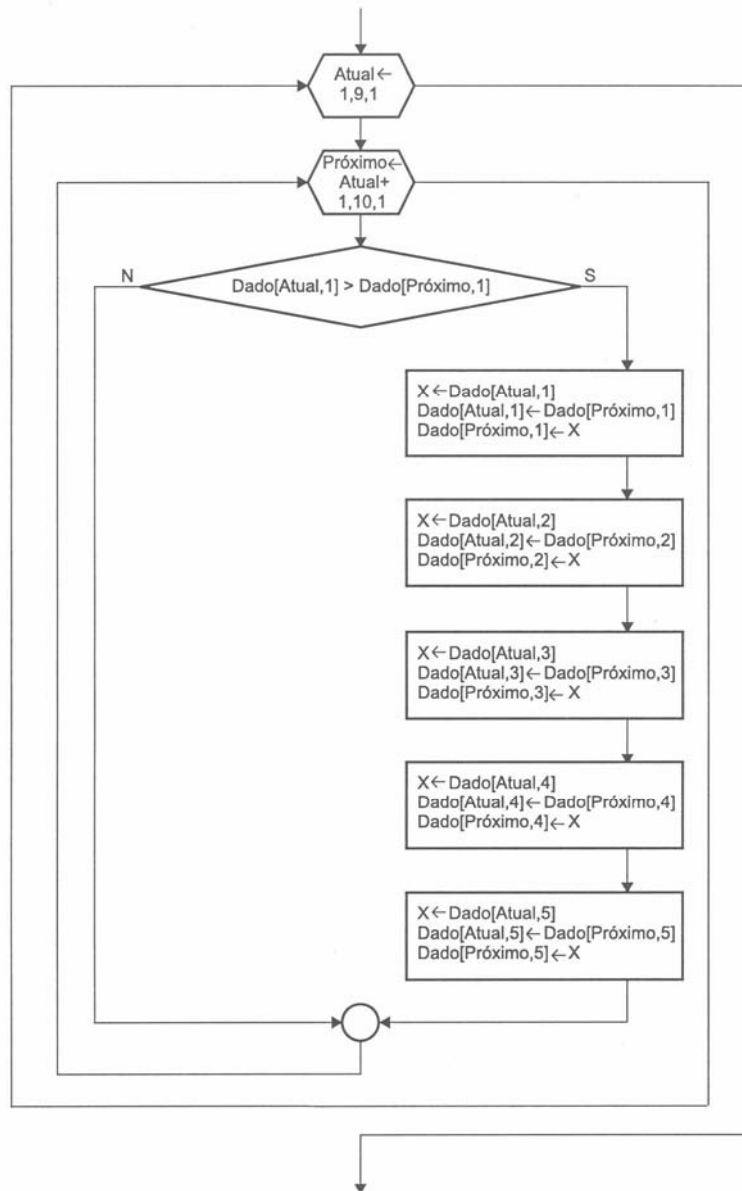 Atual←
1,9,1
Próximo←
Atual+
1,10,1
N
Dado[Atual,1] > Dado[Próximo,1]
S
X←Dado[Atual,1]
Dado[Atual,1]←Dado[Próximo,1]
Dado[Próximo,1]←X
X←Dado[Atual,2]
Dado[Atual,2]←Dado[Próximo,2]
Dado[Próximo,2]←X
X←Dado[Atual,3]
Dado[Atual,3]←Dado[Próximo,3]
Dado[Próximo,3]←X
X←Dado[Atual,4]
Dado[Atual,4]←Dado[Próximo,4]
Dado[Próximo,4]←X
X←Dado[Atual,5]
Dado[Atual,5]←Dado[Próximo,5]
Dado[Próximo,5]←X